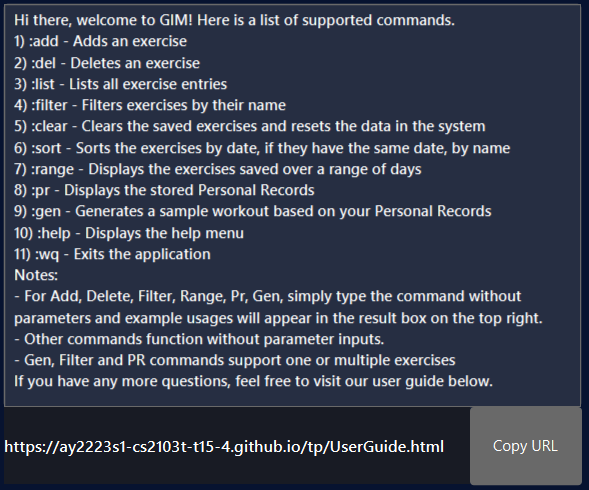 Hi there, welcome to GIM! Here is a list of supported commands.
1) :add - Adds an exercise
2) :del - Deletes an exercise
3) :list - Lists all exercise entries
4) :filter - Filters exercises by their name
5) :clear - Clears the saved exercises and resets the data in the system
6) :sort - Sorts the exercises by date, if they have the same date, by name
7) :range - Displays the exercises saved over a range of days
8) :pr - Displays the stored Personal Records
9) :gen - Generates a sample workout based on your Personal Records
10) :help - Displays the help menu
11) :wq - Exits the application
Notes:
- For Add, Delete, Filter, Range, Pr, Gen, simply type the command without
parameters and example usages will appear in the result box on the top right.
- Other commands function without parameter inputs.
- Gen, Filter and PR commands support one or multiple exercises
If you have any more questions, feel free to visit our user guide below.
https://ay2223s1-cs2103t-t15-4.github.io/tp/UserGuide.html
Copy URL